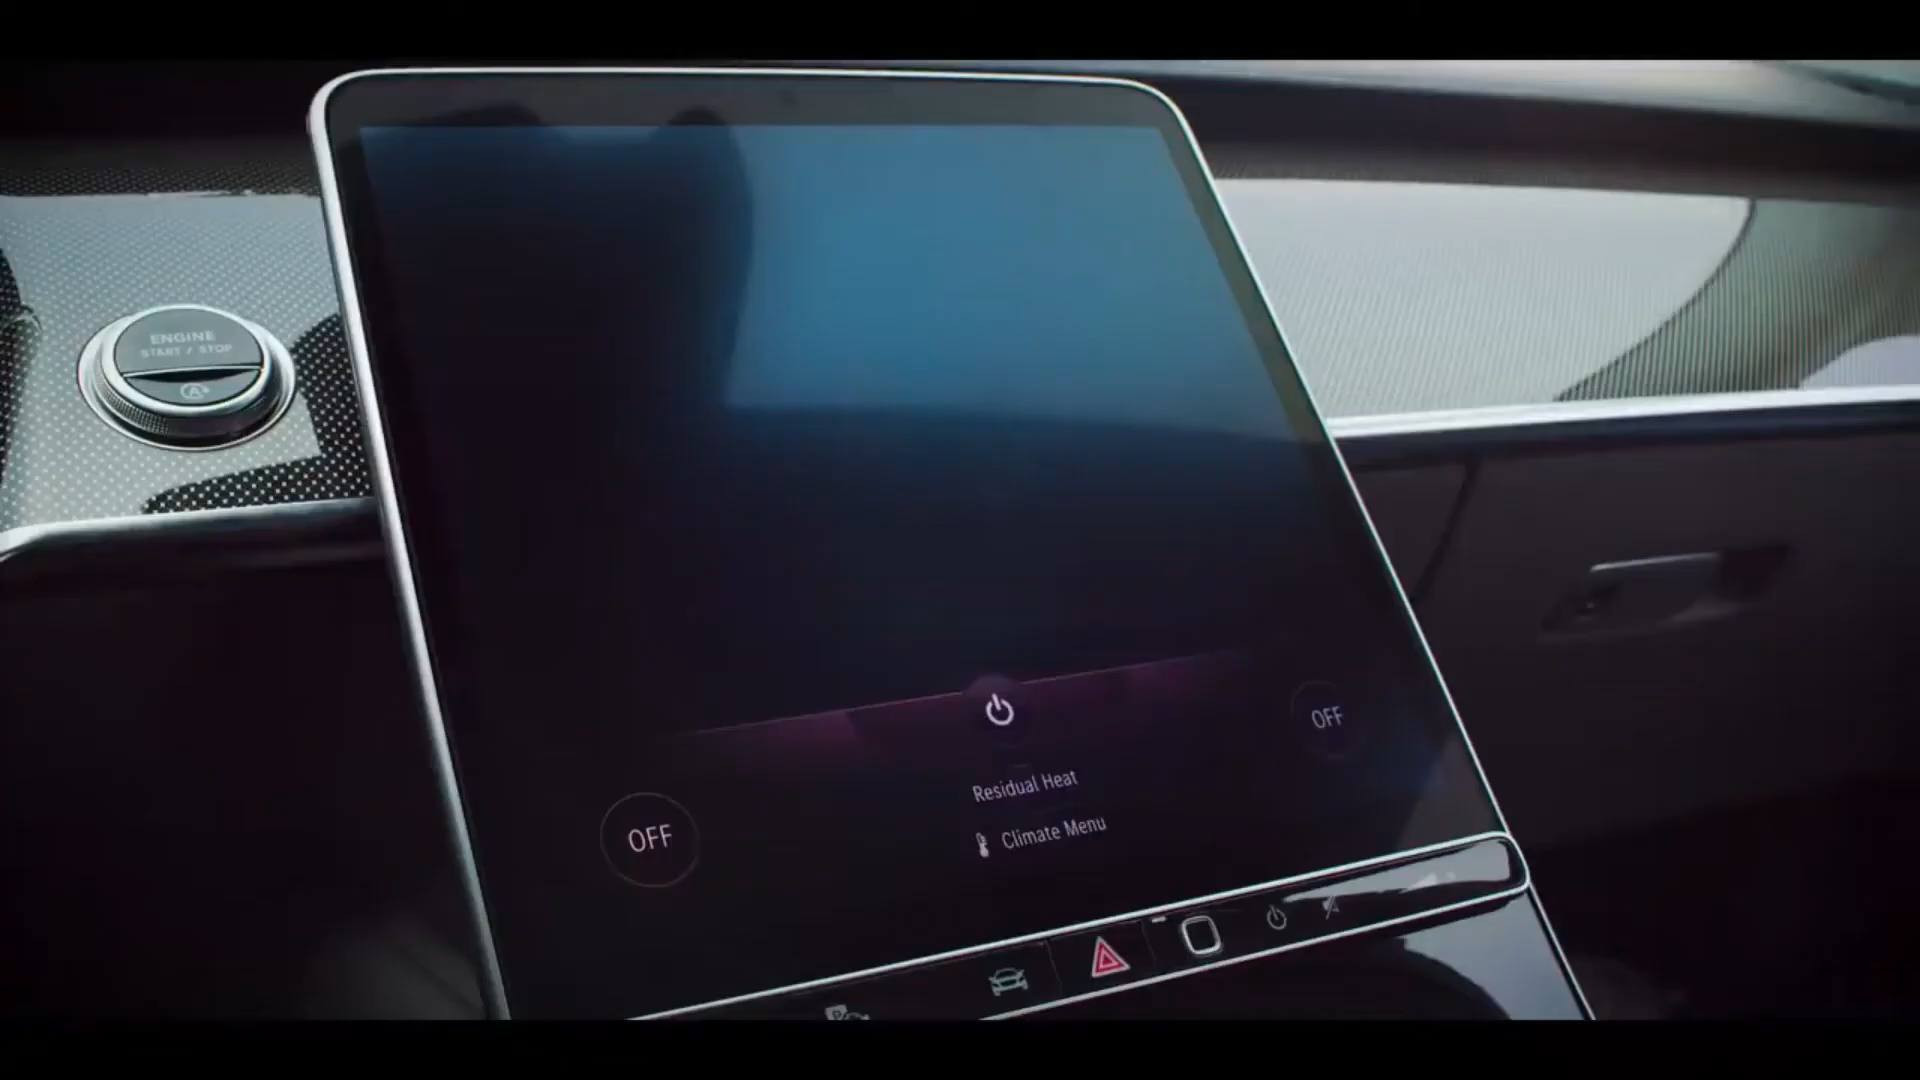 ENGINE
START / STOP
A
OFF
Residual Heat
OFF
Climate Menu
P